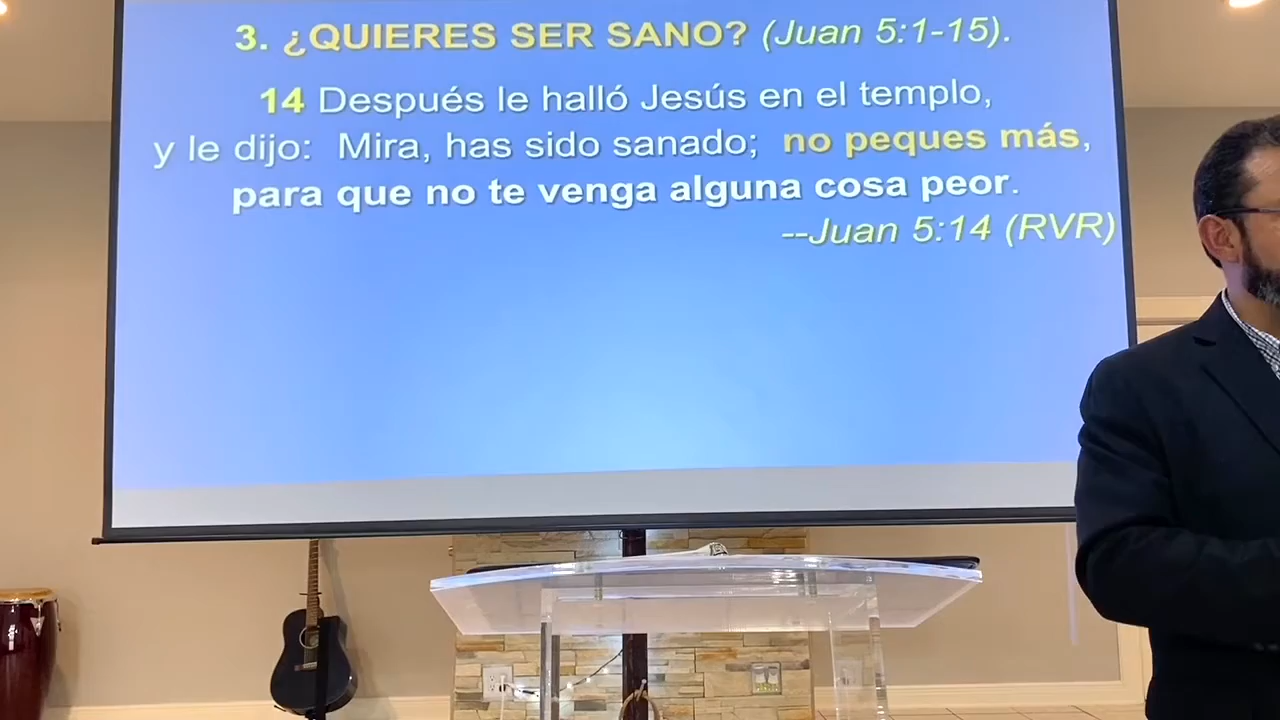 3. ¿QUIERES SER SANO? (Juan 5:1-15).
14 Después le halló Jesús en el templo,
y le dijo: Mira, has sido sanado; no peques más,
para que no te venga alguna cosa peor.
--Juan 5:14 (RVR)